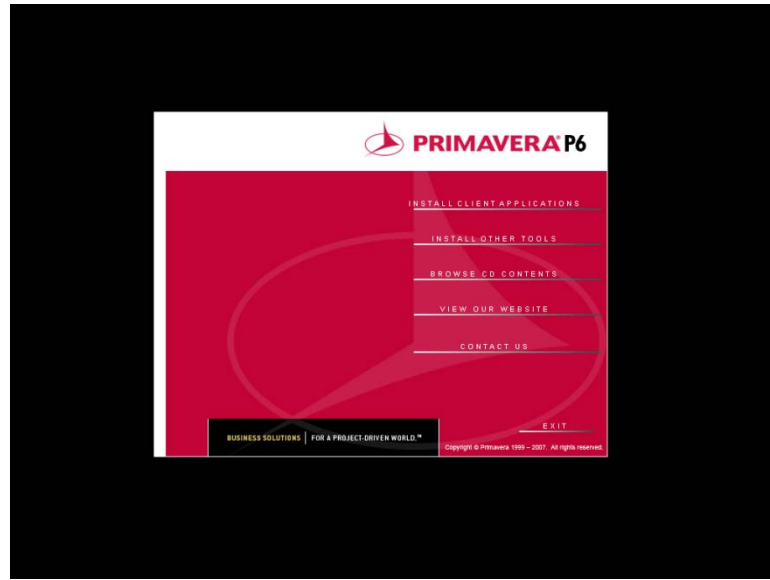 PRIMAVERA® P6
INSTALL CLIENT APPLICATIONS
INSTALL OTHER TOOLS
BROWSE CD CONTENTS
VIEW OUR WEBSITE
CONTACT US
EXIT
BUSINESS SOLUTIONS | FOR A PROJECT-DRIVEN WORLD.™
Copyright © Primavera 1999 – 2007. All rights reserved.